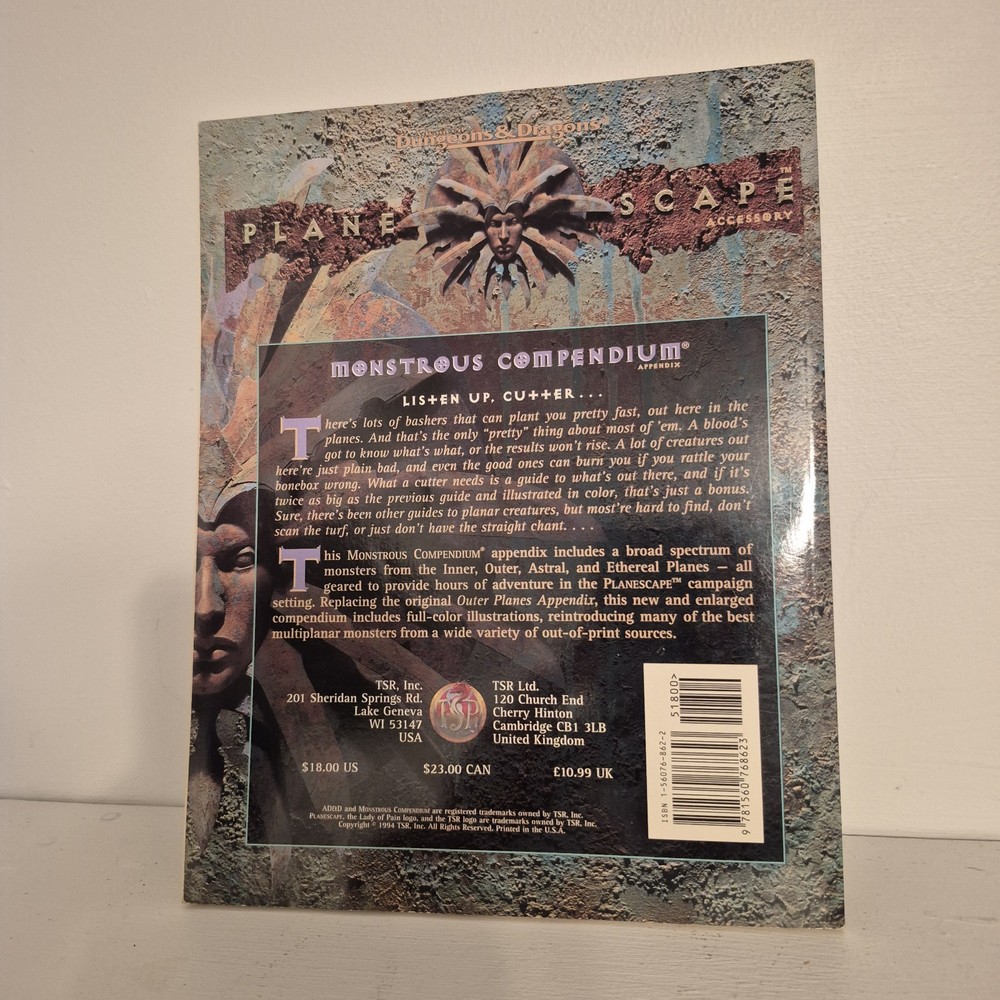 Dungeons & Dragons
PLANESCAPE™
ACCESSORY
MONSTROUS COMPENDIUM®
APPENDIX
LISTEN UP, CUTTER...
There's lots of bashers that can plant you pretty fast, out here in the
planes. And that's the only "pretty" thing about most of 'em. A blood's
got to know what's what, or the results won't rise. A lot of creatures out
here're just plain bad, and even the good ones can burn you if you rattle your
bonebox wrong. What a cutter needs is a guide to what's out there, and if it's
twice as big as the previous guide and illustrated in color, that's just a bonus.
Sure, there's been other guides to planar creatures, but most're hard to find, don't
scan the turf, or just don't have the straight chant. . . .
This MONSTROUS COMPENDIUM® appendix includes a broad spectrum of
monsters from the Inner, Outer, Astral, and Ethereal Planes — all
geared to provide hours of adventure in the PLANESCAPE™ campaign
setting. Replacing the original Outer Planes Appendix, this new and enlarged
compendium includes full-color illustrations, reintroducing many of the best
multiplanar monsters from a wide variety of out-of-print sources.
TSR, Inc.
201 Sheridan Springs Rd.
Lake Geneva
WI 53147
USA
TSR
TSR Ltd.
120 Church End
Cherry Hinton
Cambridge CB1 3LB
United Kingdom
$18.00 US
$23.00 CAN
£10.99 UK
ADBD and MONSTROUS COMPENDIUM are registered trademarks owned by TSR, Inc.
PLANESCAPE, the Lady of Pain logo, and the TSR logo are trademarks owned by TSR, Inc.
Copyright © 1994 TSR, Inc. All Rights Reserved. Printed in the U.S.A.
51800>
ISBN 1-56076-862-2
9 781560 768623